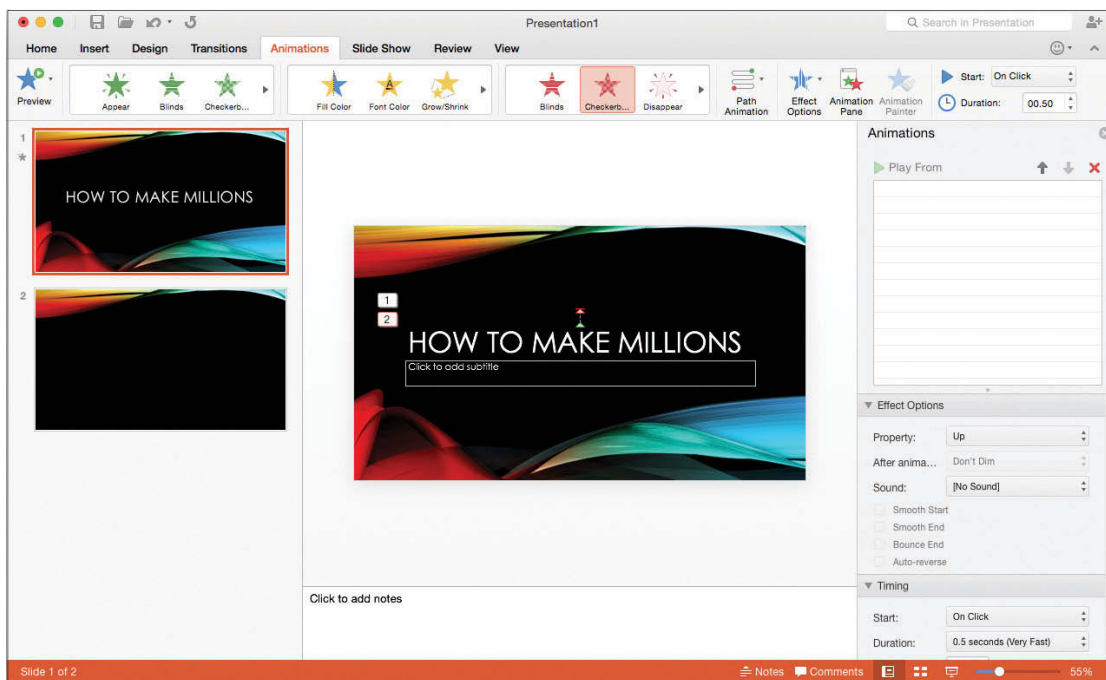 Presentation1
Search in Presentation
Home Insert Design Transitions Animations Slide Show Review View
Preview
Appear Blinds Checkerb...
Fill Color Font Color Grow/Shrink
Blinds Checkerb... Disappear
Path Animation
Effect Options
Animation Pane
Animation Painter
Start: On Click
Duration: 00.50
1
HOW TO MAKE MILLIONS
2
1
2
HOW TO MAKE MILLIONS
Click to add subtitle
Click to add notes
Animations
Play From
Effect Options
Property: Up
After anima... Don't Dim
Sound: [No Sound]
Smooth Start
Smooth End
Bounce End
Auto-reverse
Timing
Start: On Click
Duration: 0.5 seconds (Very Fast)
Slide 1 of 2
Notes Comments 55%